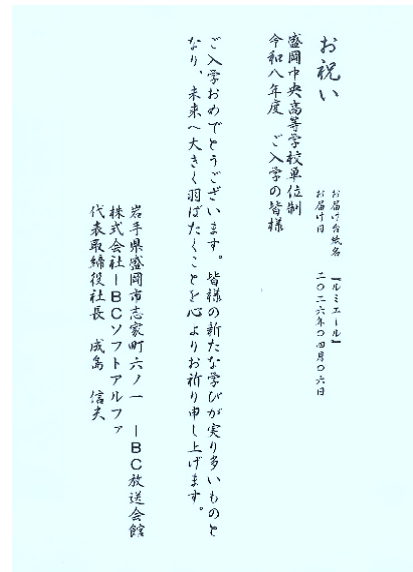 お祝い
お届け台紙名　『ルミエール』
お届け日　二〇二六年〇四月〇六日
盛岡中央高等学校単位制
令和八年度　ご入学の皆様
ご入学おめでとうございます。皆様の新たな学びが実り多いものと
なり、未来へ大きく羽ばたくことを心よりお祈り申し上げます。
岩手県盛岡市志家町六ノ一　ＩＢＣ放送会館
株式会社ＩＢＣソフトアルファ
代表取締役社長　成島　信夫